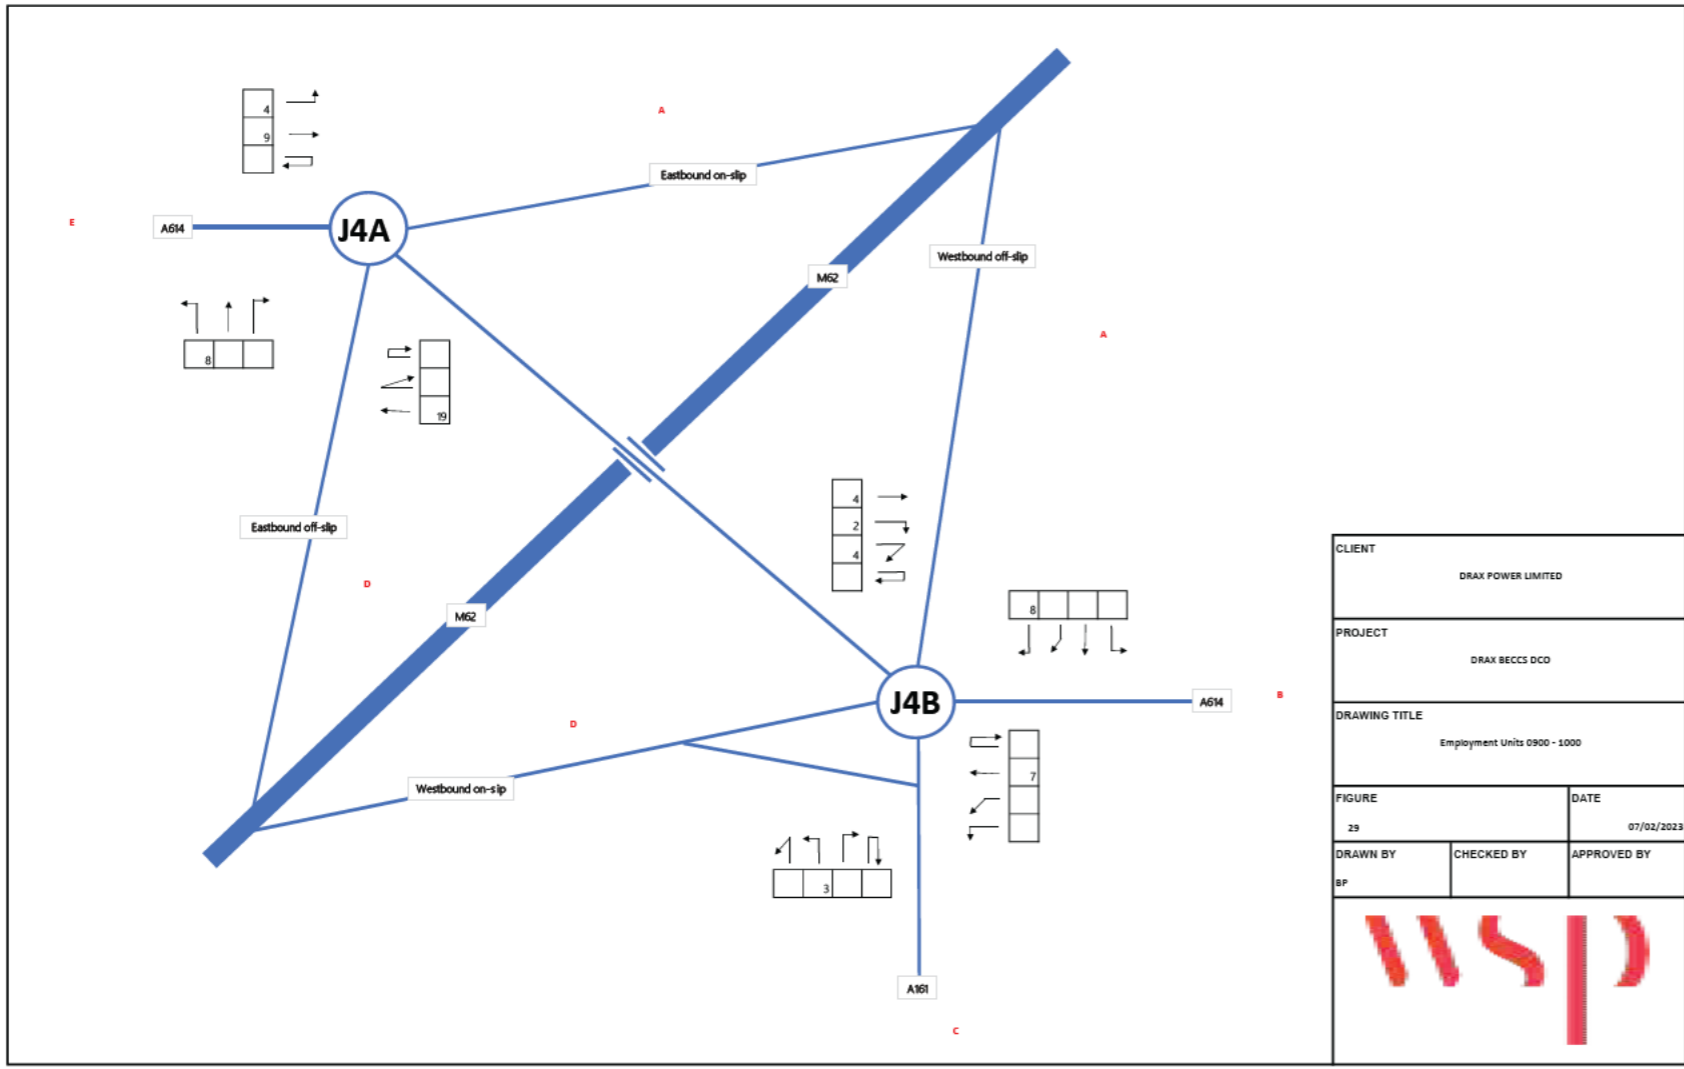 4
9
A
Eastbound on-slip
E
A614
J4A
Westbound off-slip
M62
A
8
19
4
2
4
Eastbound off-slip
D
M62
8
D
J4B
A614
B
7
Westbound on-slip
3
A161
C
CLIENT
DRAX POWER LIMITED
PROJECT
DRAX BECCS DCO
DRAWING TITLE
Employment Units 0900 - 1000
FIGURE
29
DATE
07/02/2023
DRAWN BY
BP
CHECKED BY
APPROVED BY
wsp